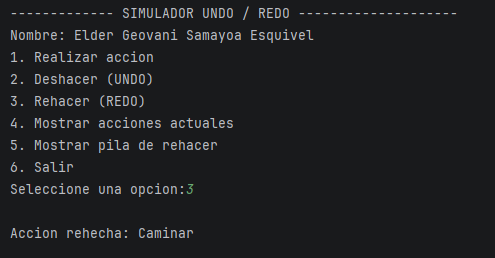 ------------- SIMULADOR UNDO / REDO --------------------
Nombre: Elder Geovani Samayoa Esquivel
1. Realizar accion
2. Deshacer (UNDO)
3. Rehacer (REDO)
4. Mostrar acciones actuales
5. Mostrar pila de rehacer
6. Salir
Seleccione una opcion:3
Accion rehecha: Caminar